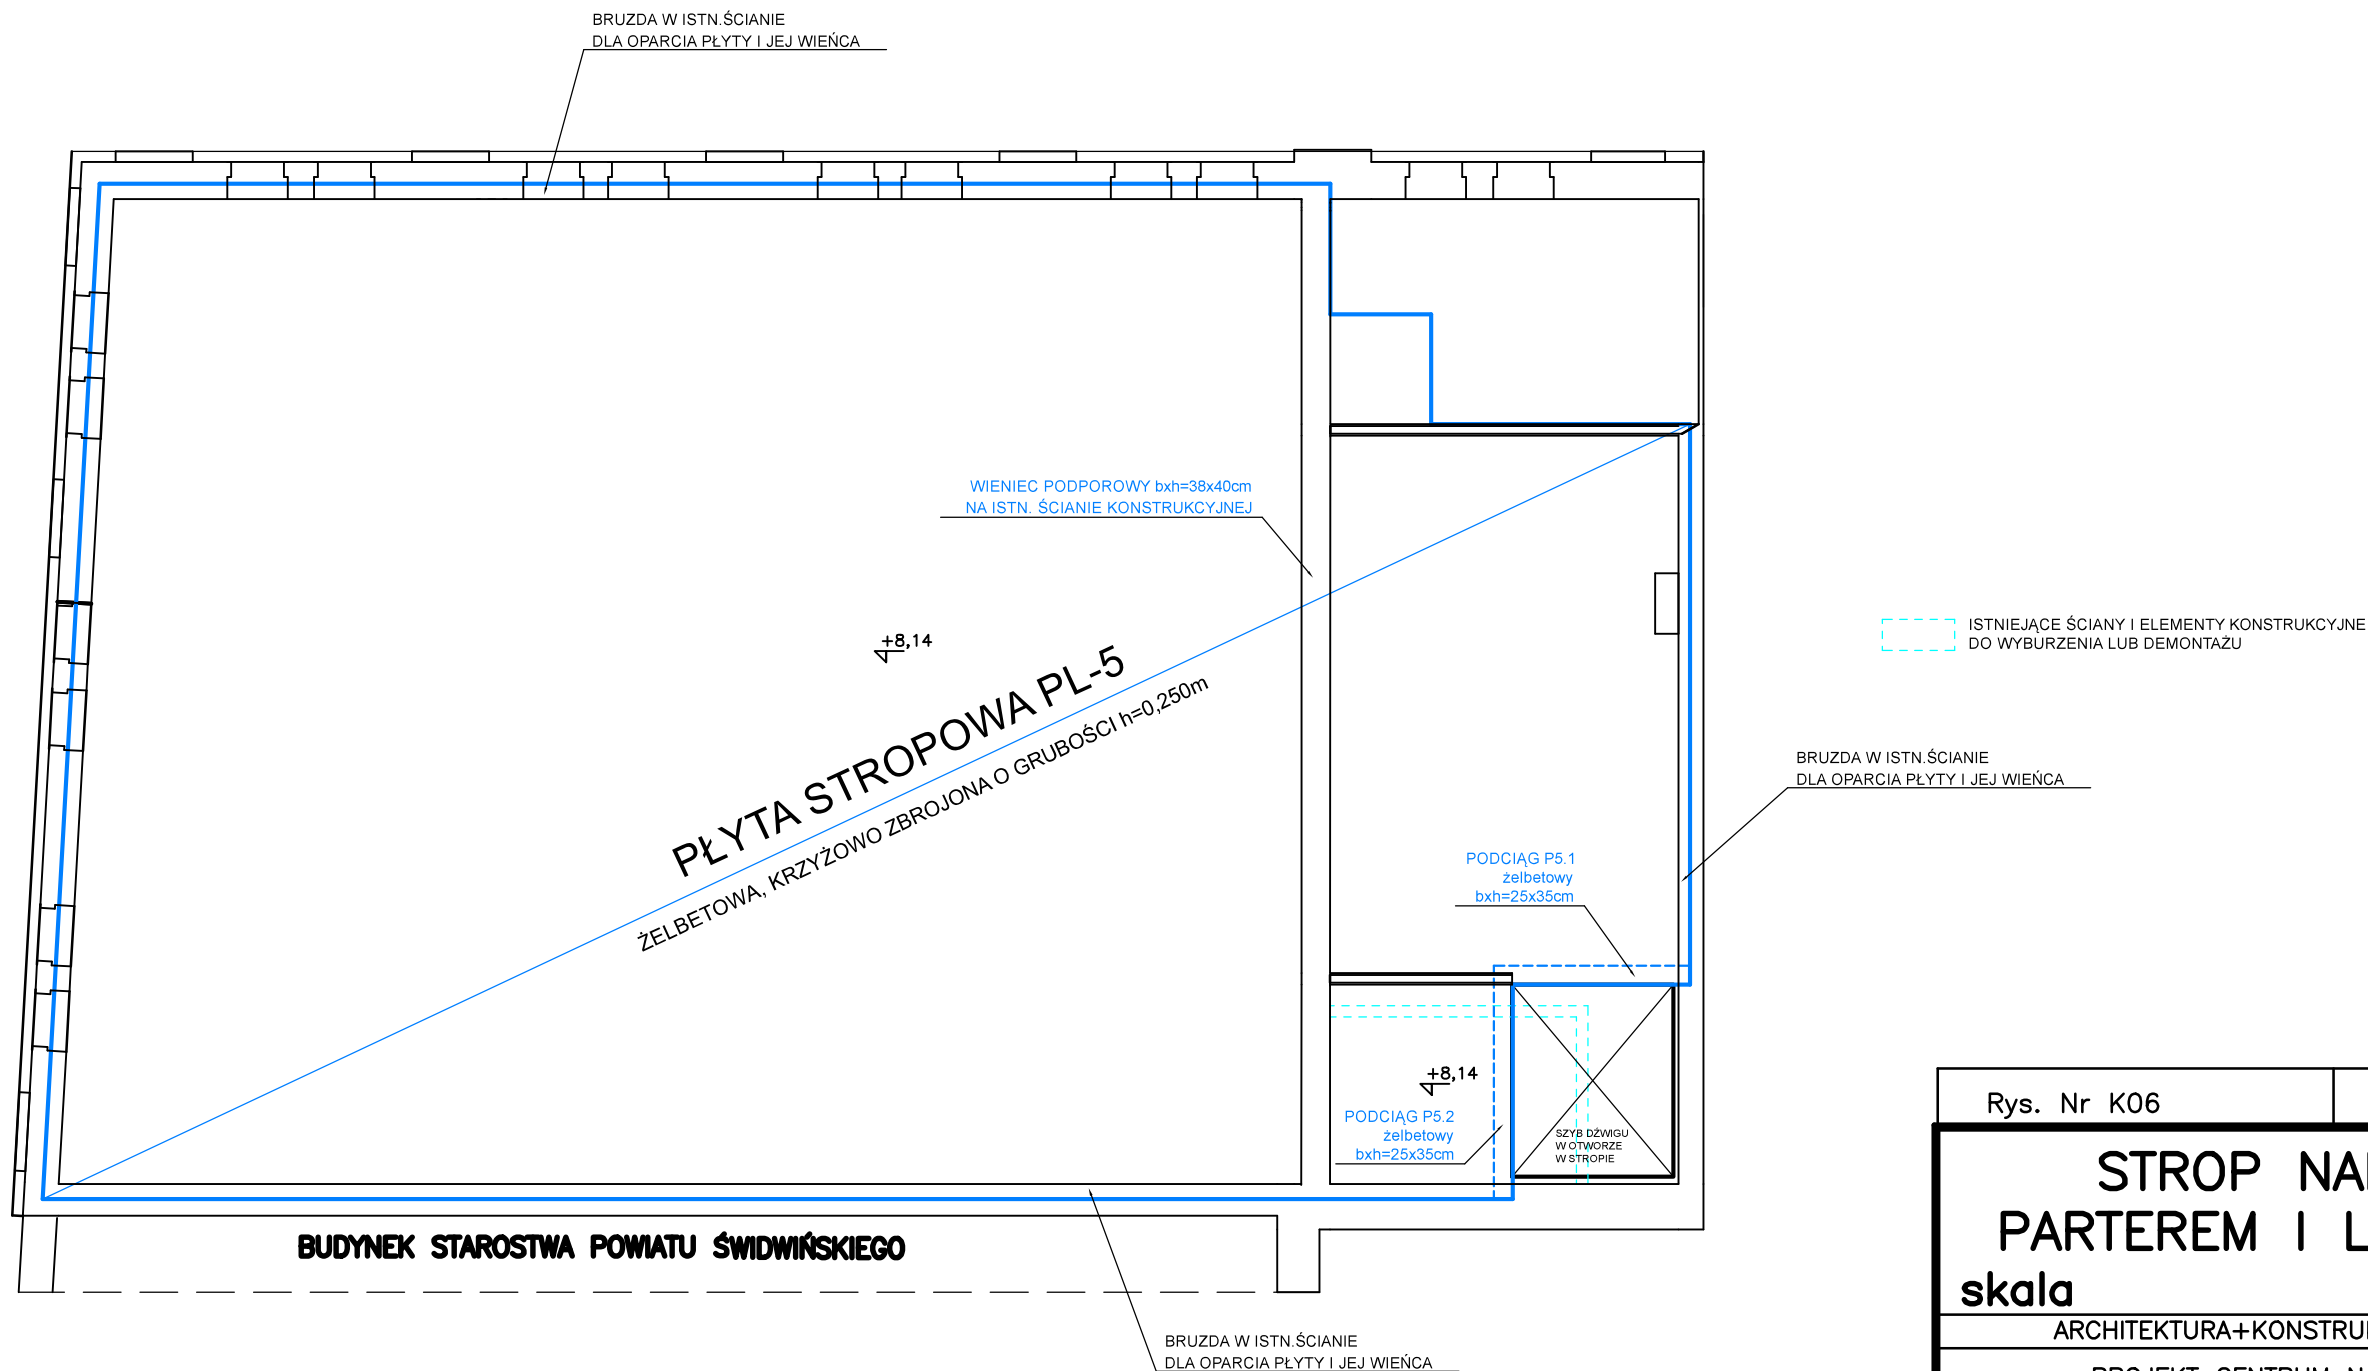 BRUZDA W ISTN.ŚCIANIE
DLA OPARCIA PŁYTY I JEJ WIEŃCA
WIENIEC PODPOROWY bxh=38x40cm
NA ISTN. ŚCIANIE KONSTRUKCYJNEJ
+8,14
PŁYTA STROPOWA PL-5
ŻELBETOWA, KRZYŻOWO ZBROJONA O GRUBOŚCI h=0,250m
ISTNIEJĄCE ŚCIANY I ELEMENTY KONSTRUKCYJNE
DO WYBURZENIA LUB DEMONTAŻU
BRUZDA W ISTN.ŚCIANIE
DLA OPARCIA PŁYTY I JEJ WIEŃCA
PODCIĄG P5.1
żelbetowy
bxh=25x35cm
+8,14
PODCIĄG P5.2
żelbetowy
bxh=25x35cm
SZYB DŹWIGU
W OTWORZE
W STROPIE
BUDYNEK STAROSTWA POWIATU ŚWIDWIŃSKIEGO
BRUZDA W ISTN.ŚCIANIE
DLA OPARCIA PŁYTY I JEJ WIEŃCA
Rys. Nr K06
STROP
PARTEREM I
skala